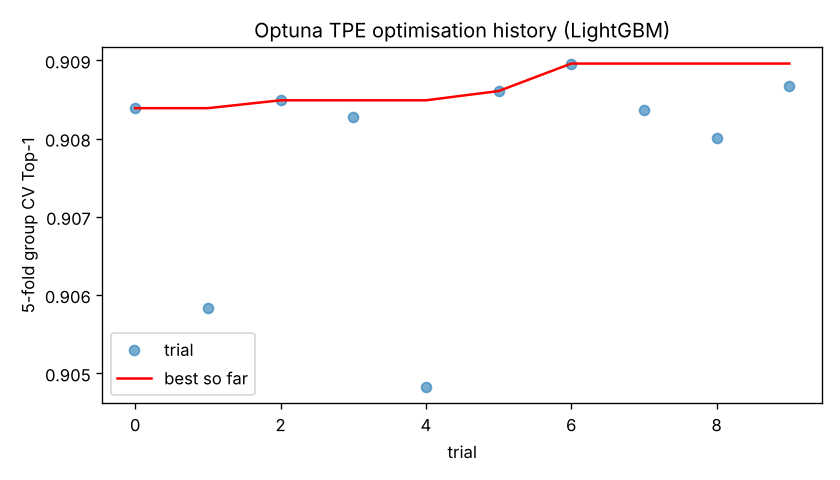 Optuna TPE optimisation history (LightGBM)
5-fold group CV Top-1
0.909
0.908
0.907
0.906
0.905
trial
best so far
0 2 4 6 8
trial